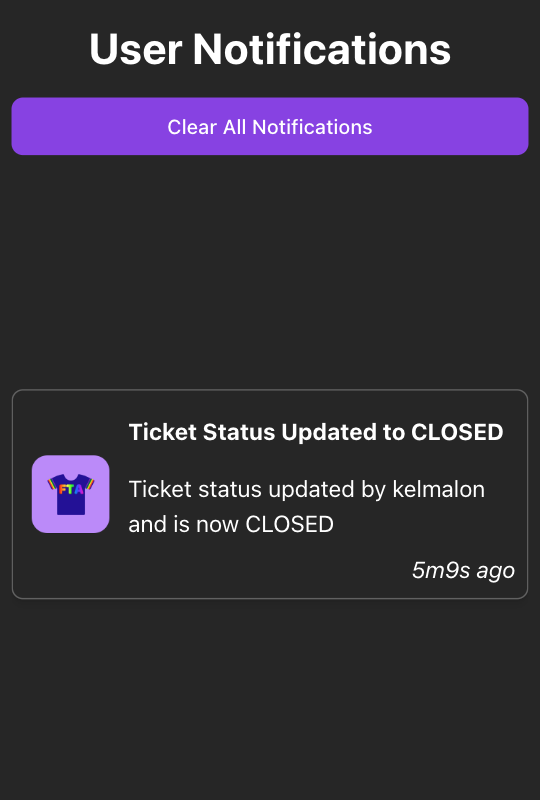 User Notifications
Clear All Notifications
Ticket Status Updated to CLOSED
FTA
Ticket status updated by kelmalon
and is now CLOSED
5m9s ago